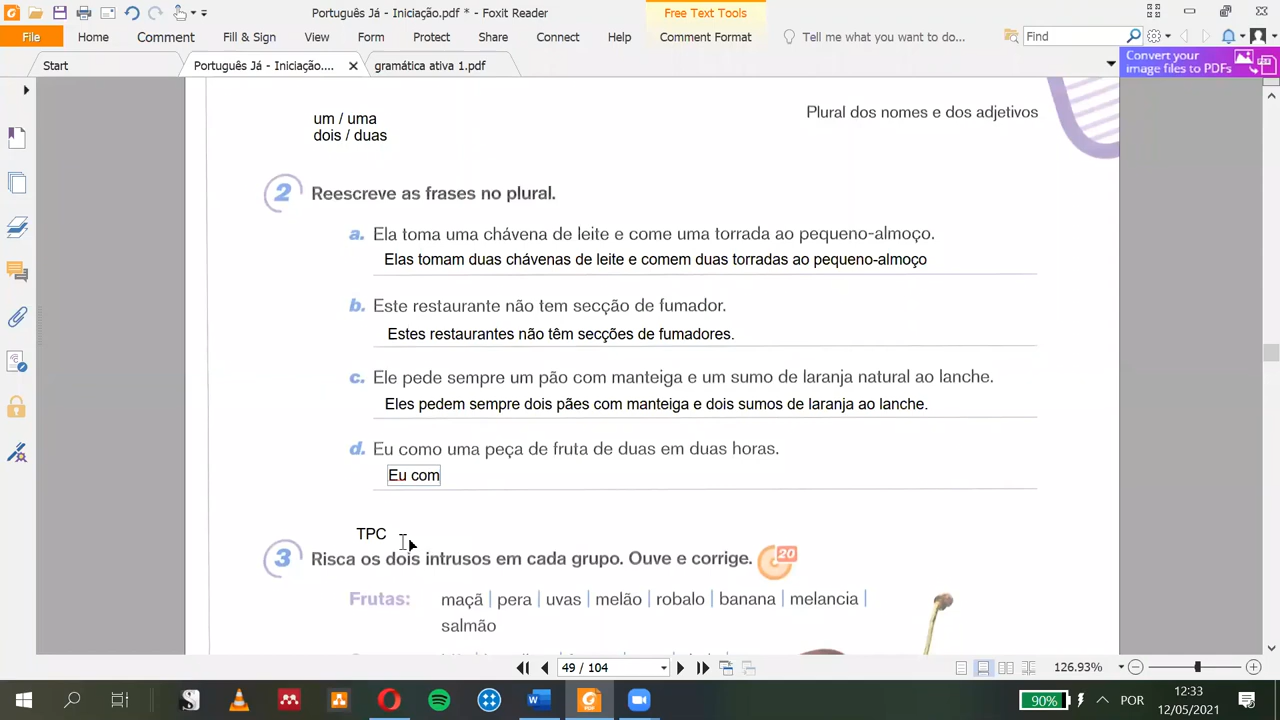 Português Já - Iniciação.pdf * - Foxit Reader
Free Text Tools
File Home Comment Fill & Sign View Form Protect Share Connect Help Comment Format Tell me what you want to do... Find
Start Português Já - Iniciação.... gramática ativa 1.pdf
Convert your
image files to PDFs
um / uma
dois / duas
Plural dos nomes e dos adjetivos
2 Reescreve as frases no plural.
a. Ela toma uma chávena de leite e come uma torrada ao pequeno-almoço.
Elas tomam duas chávenas de leite e comem duas torradas ao pequeno-almoço
b. Este restaurante não tem secção de fumador.
Estes restaurantes não têm secções de fumadores.
c. Ele pede sempre um pão com manteiga e um sumo de laranja natural ao lanche.
Eles pedem sempre dois pães com manteiga e dois sumos de laranja ao lanche.
d. Eu como uma peça de fruta de duas em duas horas.
Eu com
TPC
3 Risca os dois intrusos em cada grupo. Ouve e corrige. 20
Frutas: maçã | pera | uvas | melão | robalo | banana | melancia |
salmão
49 / 104
126.93%
90%
POR
12:33
12/05/2021